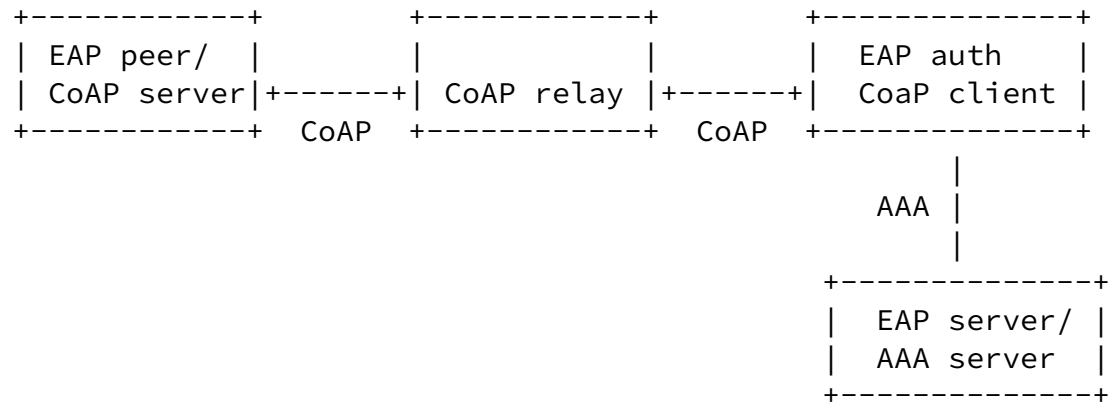 +------------+ +------------+ +--------------+
| EAP peer/ | | | | EAP auth |
| CoAP server|+------+| CoAP relay |+------+| CoaP client |
+------------+ CoAP +------------+ CoAP +--------------+
|
AAA |
|
+--------------+
| EAP server/ |
| AAA server |
+--------------+